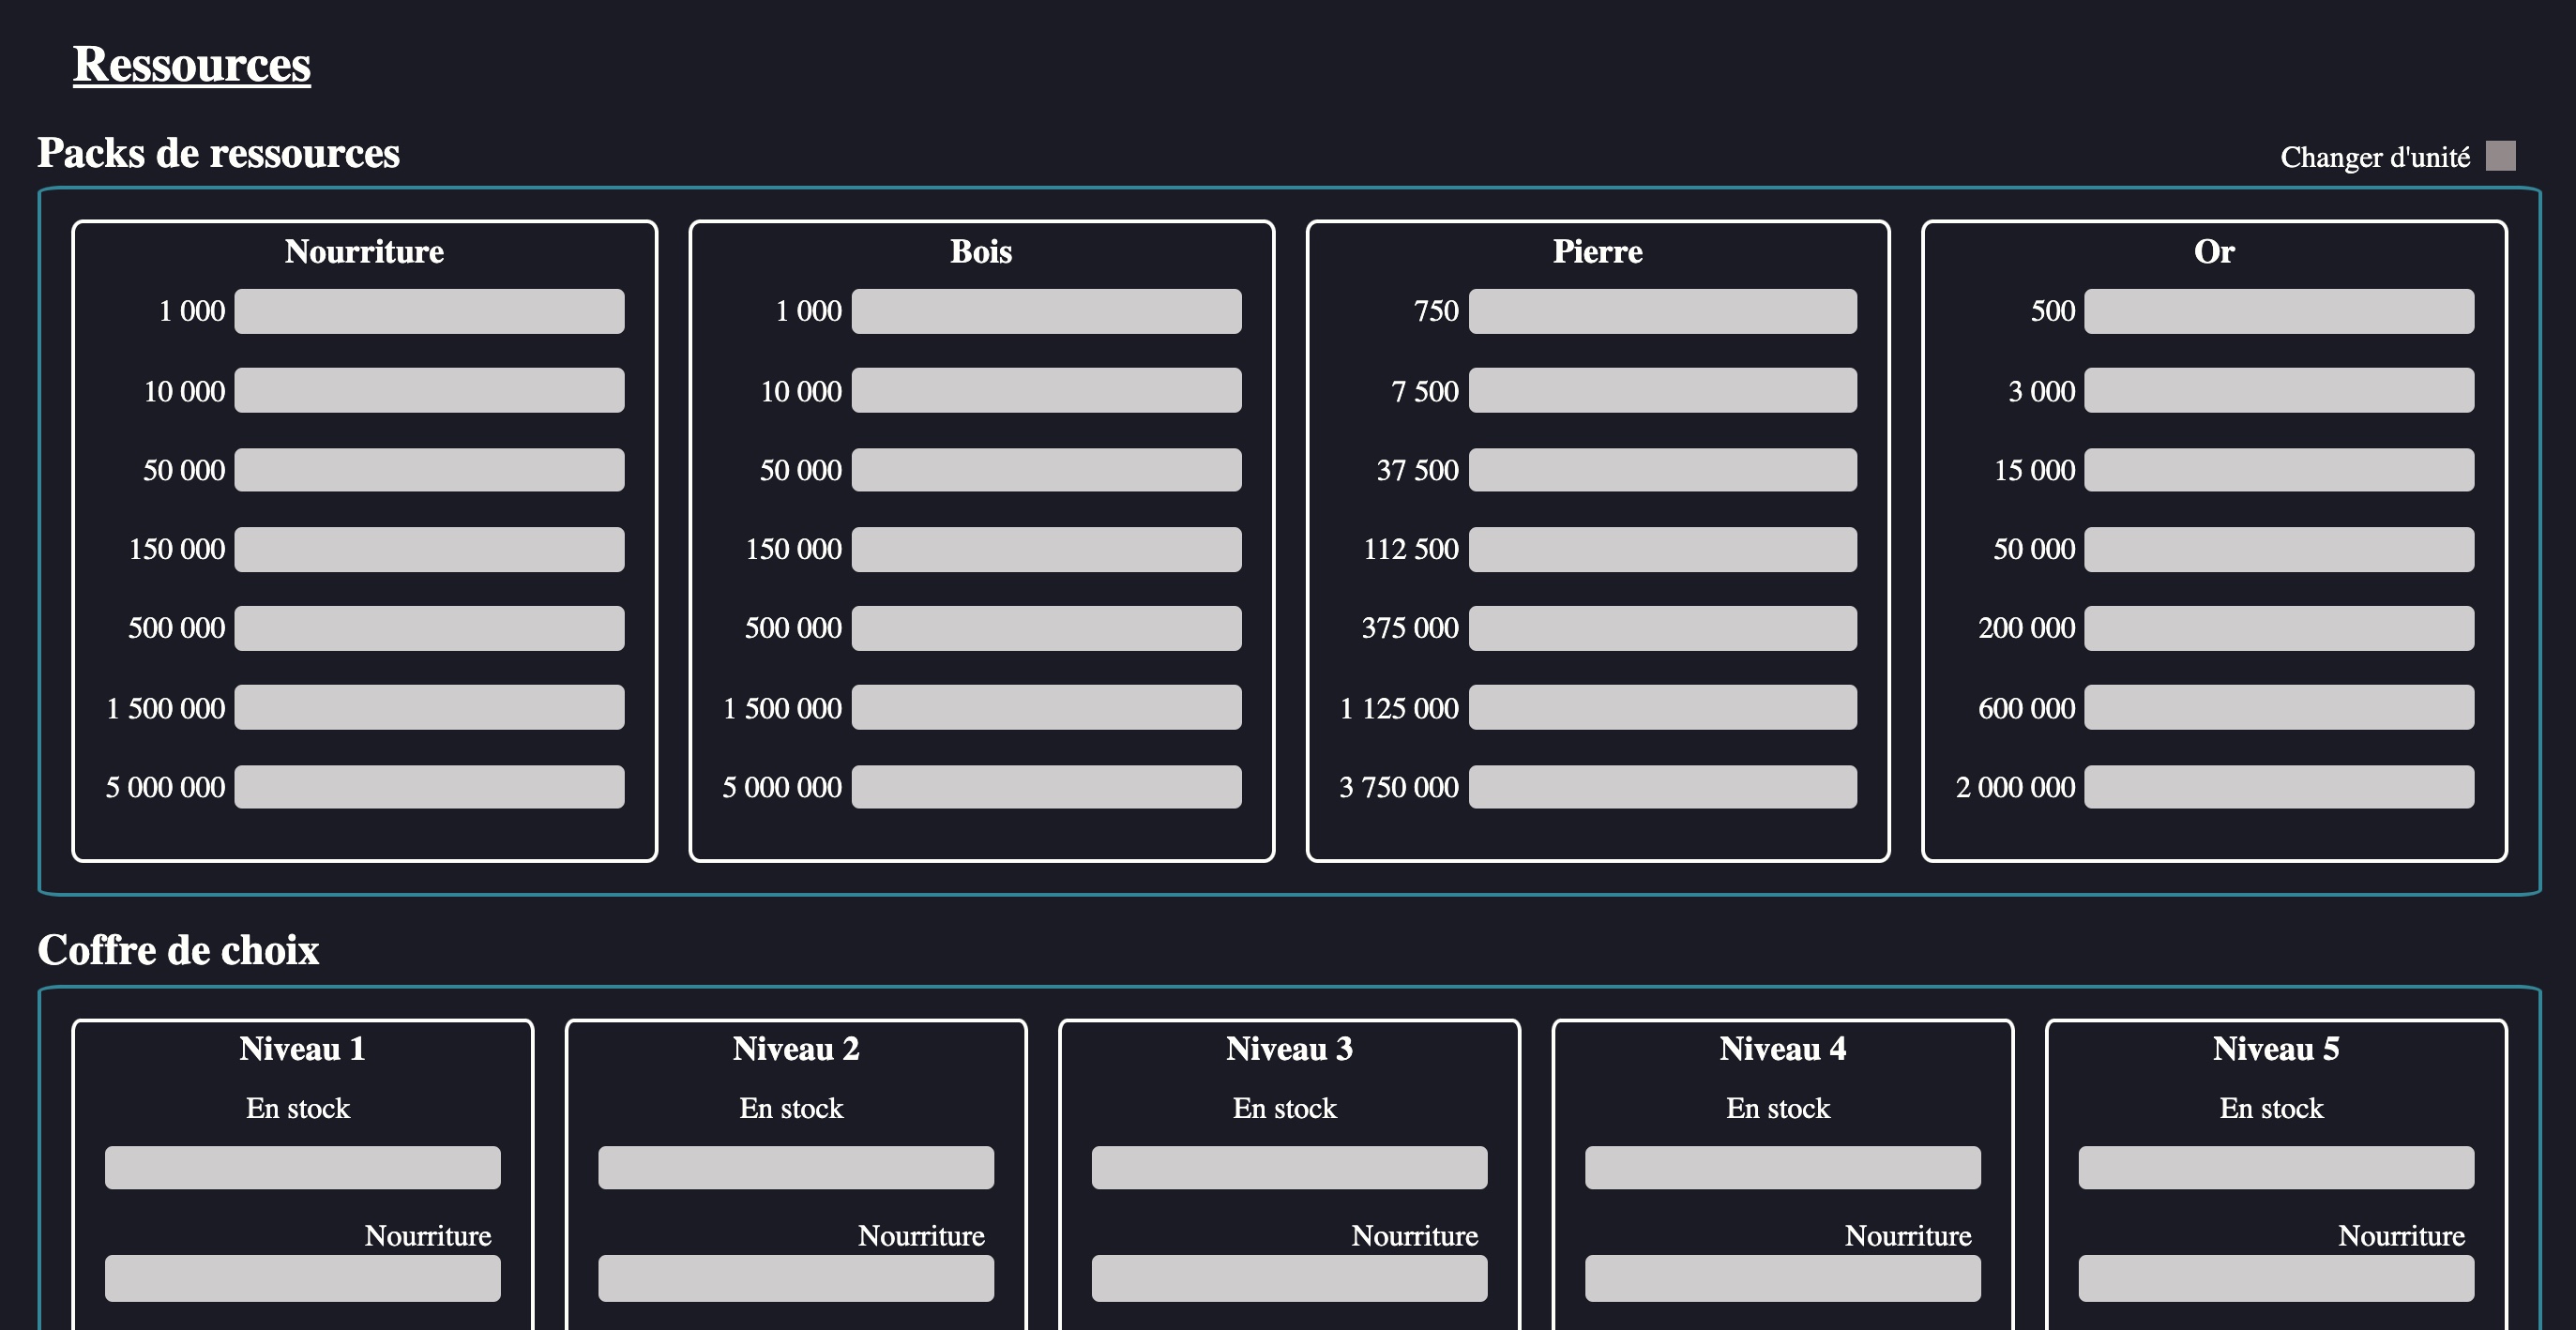 Ressources
Packs de ressources
Changer d'unité
Nourriture
1 000
10 000
50 000
150 000
500 000
1 500 000
5 000 000
Bois
1 000
10 000
50 000
150 000
500 000
1 500 000
5 000 000
Pierre
750
7 500
37 500
112 500
375 000
1 125 000
3 750 000
Or
500
3 000
15 000
50 000
200 000
600 000
2 000 000
Coffre de choix
Niveau 1
En stock
Nourriture
Niveau 2
En stock
Nourriture
Niveau 3
En stock
Nourriture
Niveau 4
En stock
Nourriture
Niveau 5
En stock
Nourriture